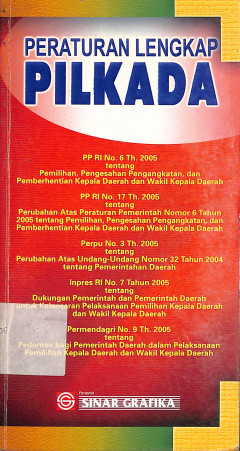 PERATURAN LENGKAP
PILKADA
PP RI No. 6 Th. 2005
tentang
Pemilihan, Pengesahan Pengangkatan, dan
Pemberhentian Kepala Daerah dan Wakil Kepala Daerah
PP RI No. 17 Th. 2005
tentang
Perubahan Atas Peraturan Pemerintah Nomor 6 Tahun
2005 tentang Pemilihan, Pengesahan Pengangkatan, dan
Pemberhentian Kepala Daerah dan Wakil Kepala Daerah
Perpu No. 3 Th. 2005
tentang
Perubahan Atas Undang-Undang Nomor 32 Tahun 2004
tentang Pemerintahan Daerah
Inpres RI No. 7 Tahun 2005
tentang
Dukungan Pemerintah dan Pemerintah Daerah
untuk Kelancaran Pelaksanaan Pemilihan Kepala Daerah
dan Wakil Kepala Daerah
Permendagri No. 9 Th. 2005
tentang
Pedoman bagi Pemerintah Daerah dalam Pelaksanaan
Pemilihan Kepala Daerah dan Wakil Kepala Daerah
Penerbit
SINAR GRAFIKA